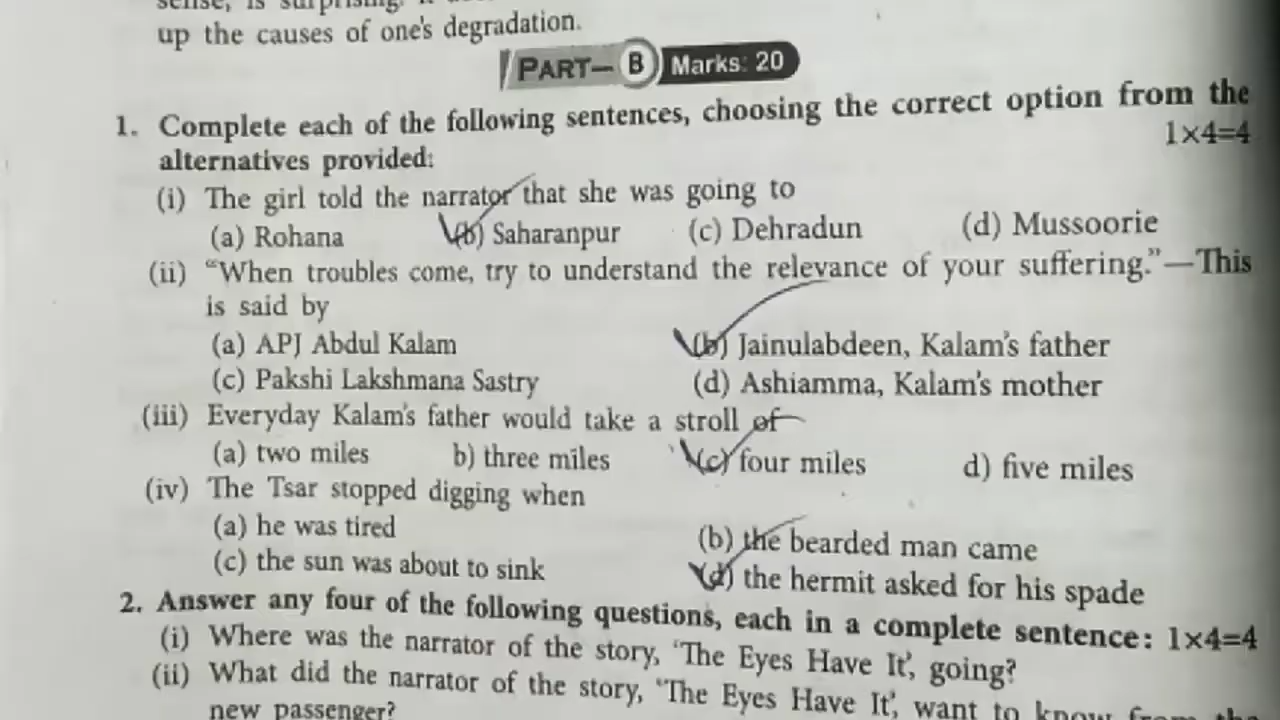 sense, is surprising. It
up the causes of one's degradation.
PART—B Marks: 20
1. Complete each of the following sentences, choosing the correct option from the
alternatives provided: 1×4=4
(i) The girl told the narrator that she was going to
(a) Rohana (b) Saharanpur (c) Dehradun (d) Mussoorie
(ii) “When troubles come, try to understand the relevance of your suffering.”—This
is said by
(a) APJ Abdul Kalam (b) Jainulabdeen, Kalam's father
(c) Pakshi Lakshmana Sastry (d) Ashiamma, Kalam's mother
(iii) Everyday Kalam's father would take a stroll of
(a) two miles b) three miles (c) four miles d) five miles
(iv) The Tsar stopped digging when
(a) he was tired (b) the bearded man came
(c) the sun was about to sink (d) the hermit asked for his spade
2. Answer any four of the following questions, each in a complete sentence: 1×4=4
(i) Where was the narrator of the story, ‘The Eyes Have It’, going?
(ii) What did the narrator of the story, ‘The Eyes Have It’, want to know from the
new passenger?